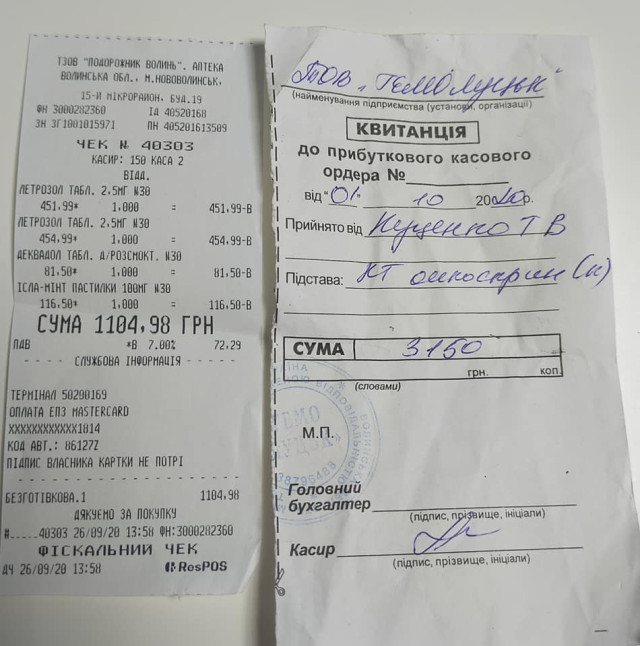 ТЗОВ "ПОДОРОЖНИК ВОЛИНЬ". АПТЕКА
ВОЛИНСЬКА ОБЛ., М.НОВОВОЛИНСЬК,
15-Й МІКРОРАЙОН, БУД.19
ФН 3000282360 ІД 40520168
ЗН ЗГ1001015971 ПН 405201613509
ЧЕК № 40303
КАСИР: 150 КАСА 2
ВІДД.
ЛЕТРОЗОЛ ТАБЛ. 2,5МГ №30
451,99* 1,000 = 451,99-В
ЛЕТРОЗОЛ ТАБЛ. 2,5МГ №30
454,99* 1,000 = 454,99-В
ДЕКВАДОЛ ТАБЛ. Д/РОЗСМОКТ. №30
81,50* 1,000 = 81,50-В
ІСЛА-МІНТ ПАСТИЛКИ 100МГ №30
116,50* 1,000 = 116,50-В
СУМА 1104,98 ГРН
ПДВ *В 7.00% 72,29
- - - - СЛУЖБОВА ІНФОРМАЦІЯ - - - -
ТЕРМІНАЛ 50290169
ОПЛАТА ЕПЗ MASTERCARD
XXXXXXXXXXXX1814
КОД АВТ.: 86127Z
ПІДПИС ВЛАСНИКА КАРТКИ НЕ ПОТРІ
БЕЗГОТІВКОВА.1 1104,98
ДЯКУЄМО ЗА ПОКУПКУ
#.....40303 26/09/20 13:58 ФН:3000282360
ФІСКАЛЬНИЙ ЧЕК
ДЧ 26/09/20 13:58 ResPOS
ТОВ "Гемолуцьк"
(найменування підприємства (установи, організації)
КВИТАНЦІЯ
до прибуткового касового
ордера №
від "01" 10 2020р.
Прийнято від Куценко Т В
Підстава: КТ онкоскрин (к)
СУМА 3150
грн. коп.
(словами)
М.П.
Головний
бухгалтер
(підпис, прізвище, ініціали)
Касир
(підпис, прізвище, ініціали)